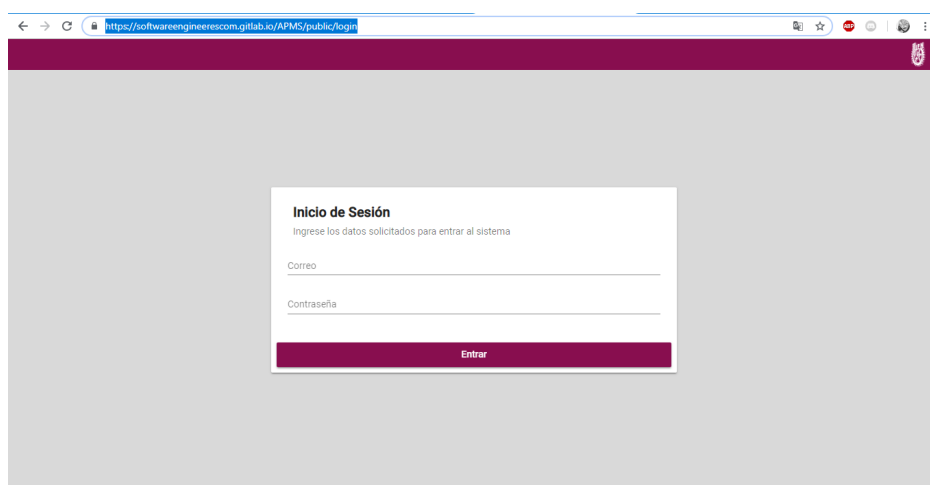 https://softwareengineerescom.gitlab.io/APMS/public/login
ABP
Inicio de Sesión
Ingrese los datos solicitados para entrar al sistema
Correo
Contraseña
Entrar